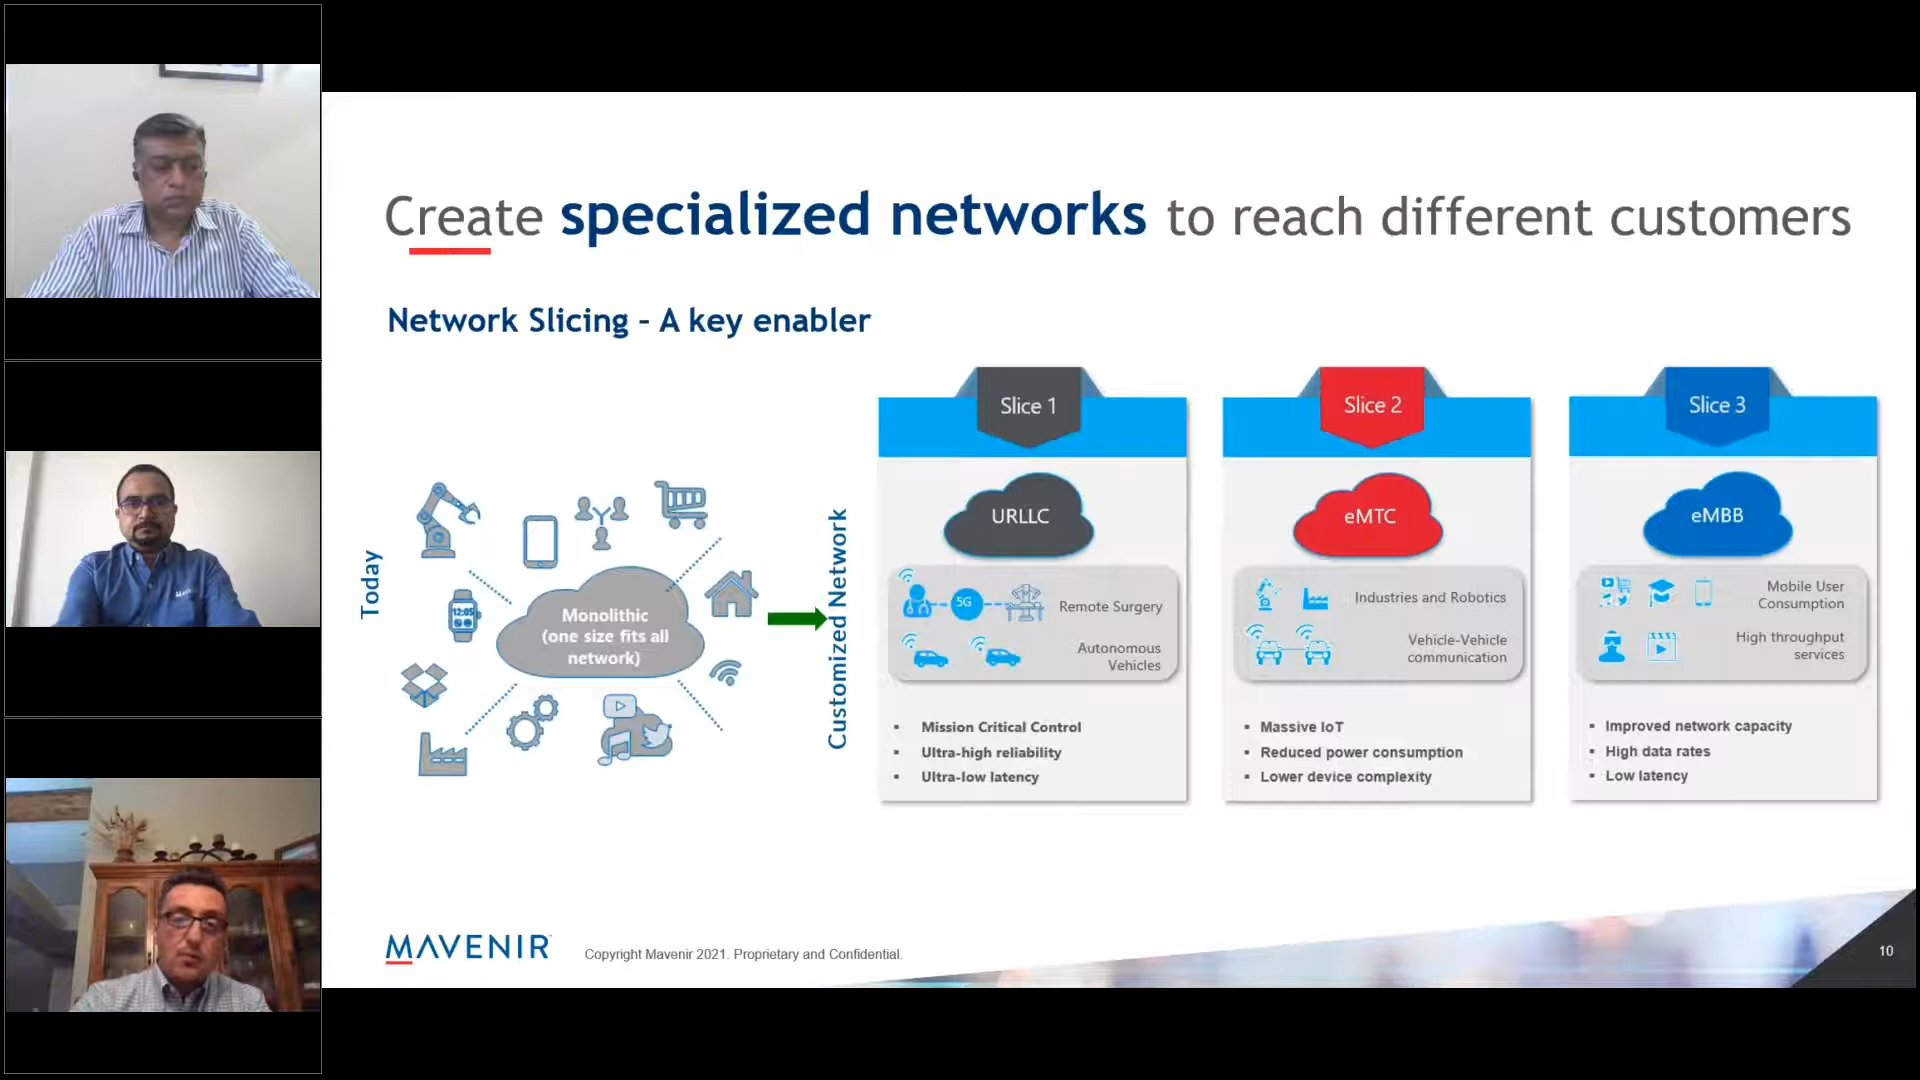 Create specialized networks to reach different customers
Network Slicing – A key enabler
Today
12:05
Monolithic
(one size fits all
network)
Customized Network
Slice 1
URLLC
5G
Remote Surgery
Autonomous
Vehicles
▪ Mission Critical Control
▪ Ultra-high reliability
▪ Ultra-low latency
Slice 2
eMTC
Industries and Robotics
Vehicle-Vehicle
communication
▪ Massive IoT
▪ Reduced power consumption
▪ Lower device complexity
Slice 3
eMBB
Mobile User
Consumption
High throughput
services
▪ Improved network capacity
▪ High data rates
▪ Low latency
MAVENIR
Copyright Mavenir 2021. Proprietary and Confidential.
10